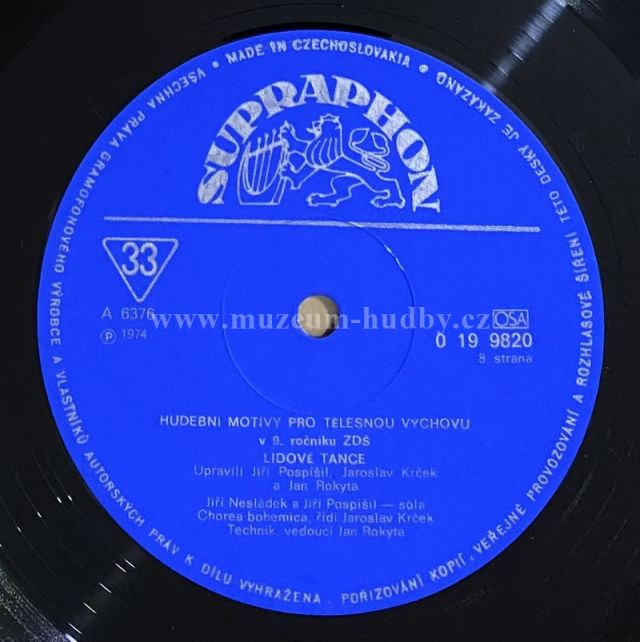 VŠECHNA PRÁVA GRAMOFONOVÉHO VÝROBCE A VLASTNÍKŮ AUTORSKÝCH PRÁV K DÍLU VYHRAŽENA. POŘIZOVÁNÍ KOPIÍ, VEŘEJNÉ PROVOZOVÁNÍ A ROZHLASOVÉ ŠÍŘENÍ TÉTO DESKY JE ZAKÁZÁNO • MADE IN CZECHOSLOVAKIA •
SUPRAPHON
33
A 6376
www.muzeum-hudby.cz
OSA
Ⓟ 1974
0 19 9820
8. strana
HUDEBNÍ MOTIVY PRO TĚLESNOU VÝCHOVU
v 9. ročníku ZDŠ
LIDOVÉ TANCE
Upravili Jiří Pospíšil, Jaroslav Krček
a Jan Rokyta
Jiří Nesládek a Jiří Pospíšil — sóla
Chorea bohemica, řídí Jaroslav Krček
Technik, vedoucí Jan Rokyta